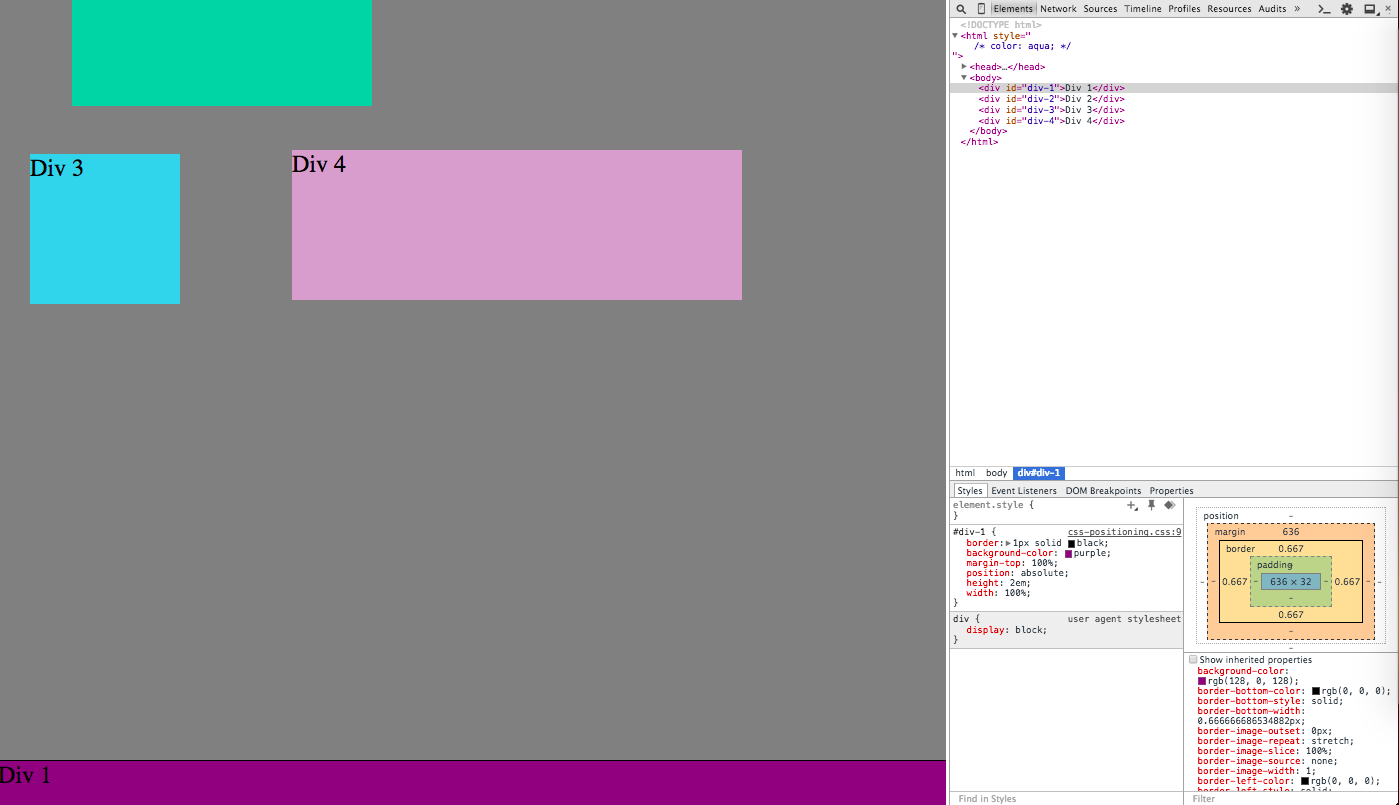 Div 3
Div 4
Div 1
Elements Network Sources Timeline Profiles Resources Audits » ×
<!DOCTYPE html>
<html style="
/* color: aqua; */
">
<head>…</head>
<body>
<div id="div-1">Div 1</div>
<div id="div-2">Div 2</div>
<div id="div-3">Div 3</div>
<div id="div-4">Div 4</div>
</body>
</html>
html body div#div-1
Styles Event Listeners DOM Breakpoints Properties
element.style {
}
#div-1 { css-positioning.css:9
border: 1px solid black;
background-color: purple;
margin-top: 100%;
position: absolute;
height: 2em;
width: 100%;
}
div { user agent stylesheet
display: block;
}
Find in Styles
position -
margin 636
border 0.667
padding -
- - 0.667 - 636 × 32 - 0.667 - -
-
0.667
-
-
Show inherited properties
background-color:
rgb(128, 0, 128);
border-bottom-color: rgb(0, 0, 0);
border-bottom-style: solid;
border-bottom-width:
0.666666686534882px;
border-image-outset: 0px;
border-image-repeat: stretch;
border-image-slice: 100%;
border-image-source: none;
border-image-width: 1;
border-left-color: rgb(0, 0, 0);
border-left-style: solid;
Filter